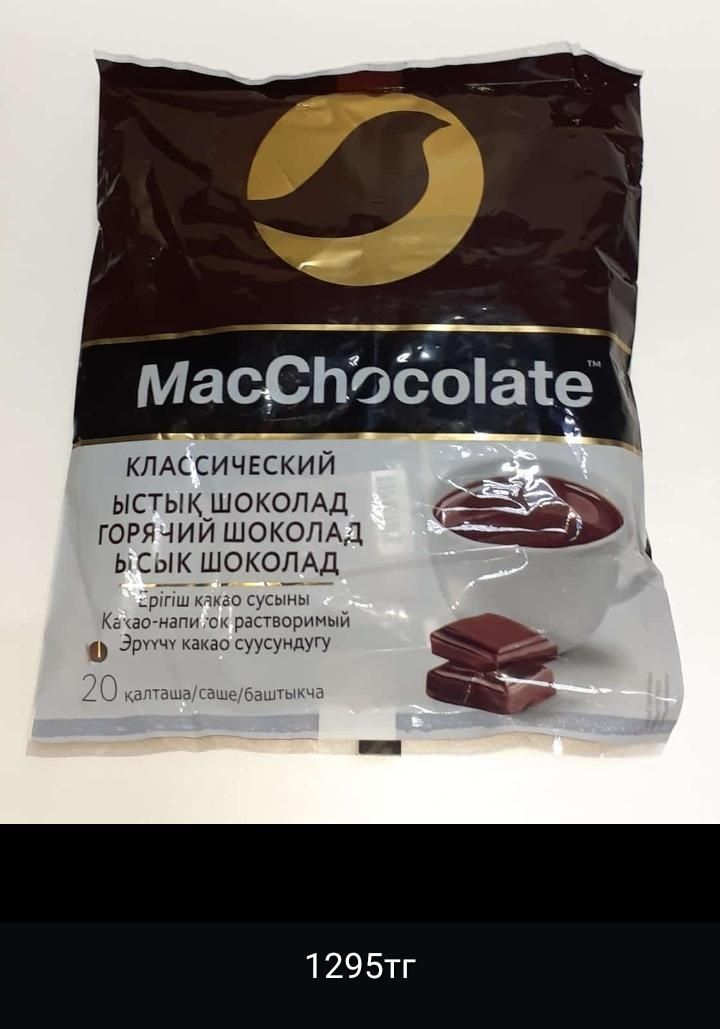 MacChocolate™
КЛАССИЧЕСКИЙ
ЫСТЫҚ ШОКОЛАД
ГОРЯЧИЙ ШОКОЛАД
ЫСЫК ШОКОЛАД
Ерігіш какао сусыны
Какао-напиток растворимый
Эрүүчү какао суусундугу
20 қалташа/саше/баштыкча
1295тг